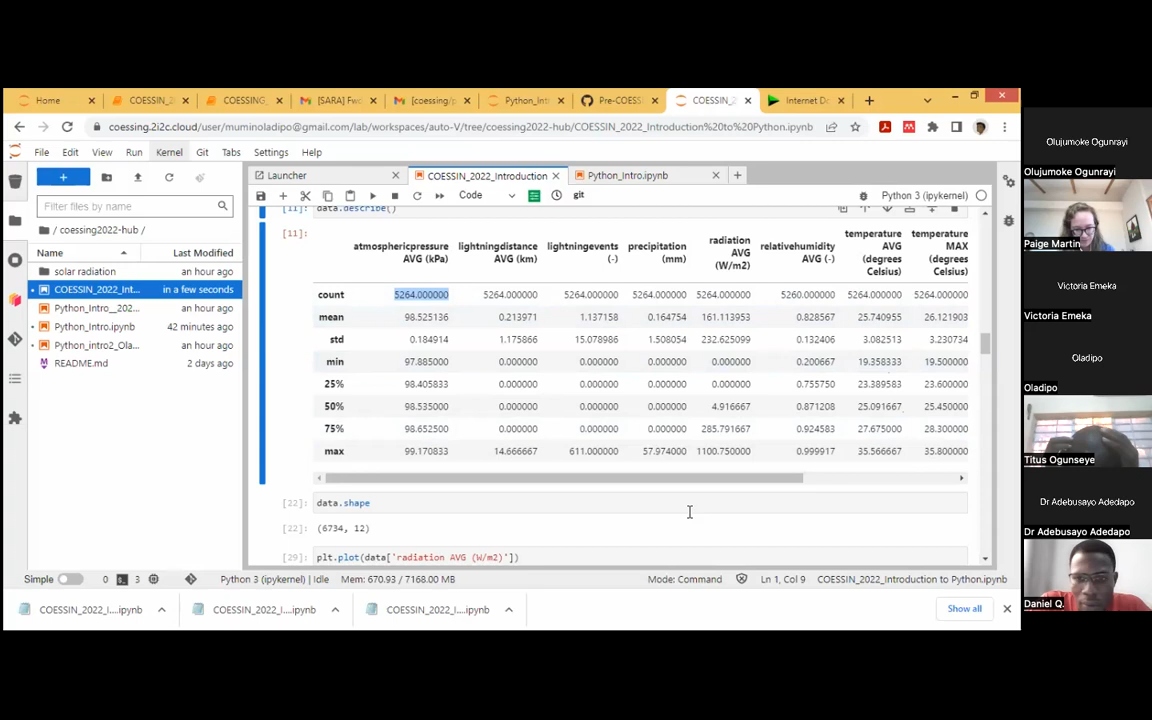 Home
COESSIN_2
COESSING_
[SARA] Fwd
[coessing/p
Python_Intr
Pre-COESS
COESSIN_2
Internet Do
coessing.2i2c.cloud/user/muminoladipo@gmail.com/lab/workspaces/auto-V/tree/coessing2022-hub/COESSIN_2022_Introduction%20to%20Python.ipynb
File Edit View Run Kernel Git Tabs Settings Help
Launcher
COESSIN_2022_Introduction
Python_Intro.ipynb
Filter files by name
/ coessing2022-hub /
Name Last Modified
solar radiation an hour ago
COESSING_2022_Int... in a few seconds
Python_Intro__202... an hour ago
Python_Intro.ipynb 42 minutes ago
Python_intro2_Ola... an hour ago
README.md 2 days ago
Code
git
Python 3 (ipykernel)
[11]: data.describe()
[11]:
atmosphericpressure AVG (kPa)
lightningdistance AVG (km)
lightningevents (-)
precipitation (mm)
radiation AVG (W/m2)
relativehumidity AVG (-)
temperature AVG (degrees Celsius)
temperature MAX (degrees Celsius)
count 5264.000000 5264.000000 5264.000000 5264.000000 5264.000000 5260.000000 5264.000000 5264.000000
mean 98.525136 0.213971 1.137158 0.164754 161.113953 0.828567 25.740955 26.121903
std 0.184914 1.175866 15.078986 1.508054 232.625099 0.132406 3.082513 3.230734
min 97.885000 0.000000 0.000000 0.000000 0.000000 0.200667 19.358333 19.500000
25% 98.405833 0.000000 0.000000 0.000000 0.000000 0.755750 23.389583 23.600000
50% 98.535000 0.000000 0.000000 0.000000 4.916667 0.871208 25.091667 25.450000
75% 98.652500 0.000000 0.000000 0.000000 285.791667 0.924583 27.675000 28.300000
max 99.170833 14.666667 611.000000 57.974000 1100.750000 0.999917 35.566667 35.800000
[22]: data.shape
[22]: (6734, 12)
[29]: plt.plot(data['radiation AVG (W/m2)'])
Simple 0 3 Python 3 (ipykernel) | Idle Mem: 670.93 / 7168.00 MB Mode: Command Ln 1, Col 9 COESSIN_2022_Introduction to Python.ipynb
COESSIN_2022_I....ipynb
COESSIN_2022_I....ipynb
COESSIN_2022_I....ipynb
Show all
Olujumoke Ogunrayi
Olujumoke Ogunrayi
Paige Martin
Victoria Emeka
Victoria Emeka
Oladipo
Oladipo
Titus Ogunseye
Dr Adebusayo Adedapo
Dr Adebusayo Adedapo
Daniel Q.